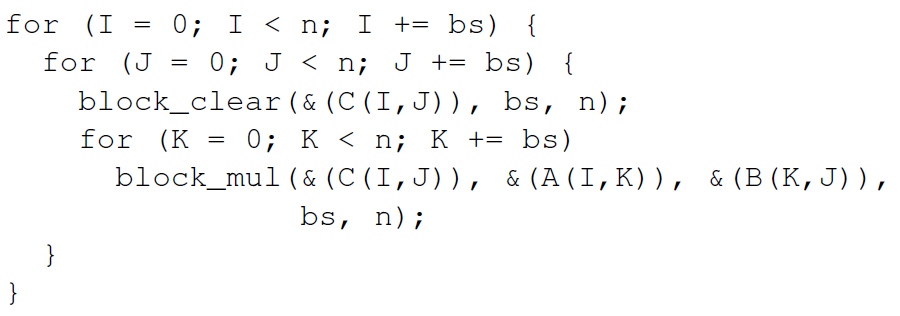 for (I = 0; I < n; I += bs) {
  for (J = 0; J < n; J += bs) {
    block_clear(&(C(I,J)), bs, n);
    for (K = 0; K < n; K += bs)
      block_mul(&(C(I,J)), &(A(I,K)), &(B(K,J)),
                bs, n);
  }
}